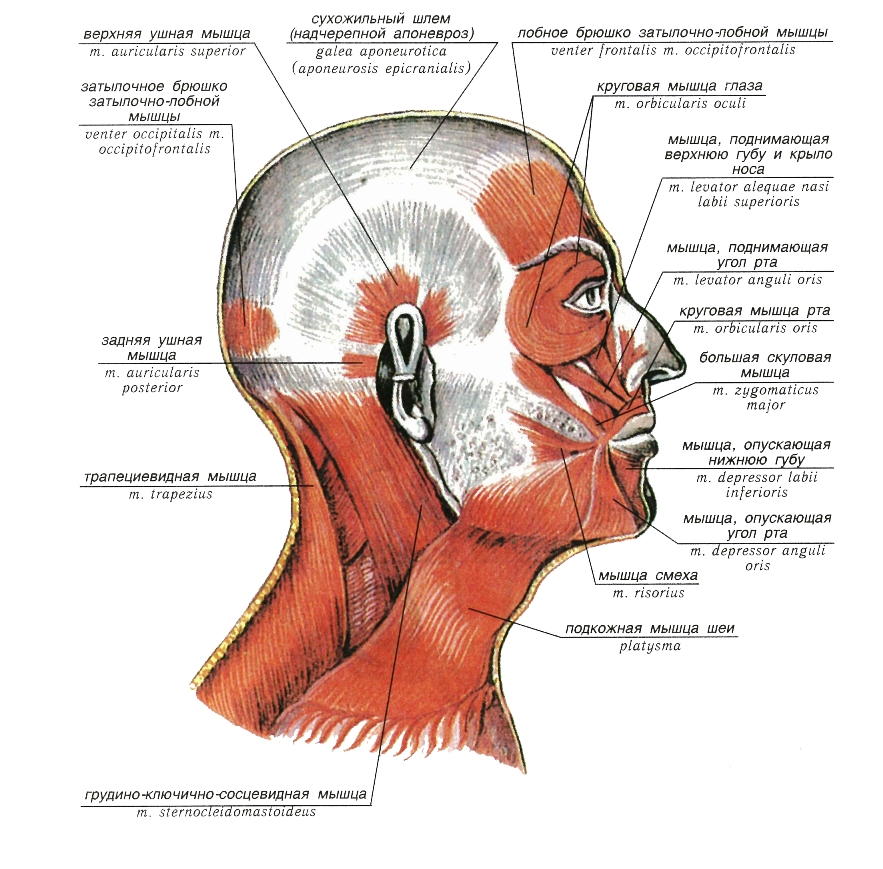 верхняя ушная мышца
m. auricularis superior
сухожильный шлем
(надчерепной апоневроз)
galea aponeurotica
(aponeurosis epicranialis)
лобное брюшко затылочно-лобной мышцы
venter frontalis m. occipitofrontalis
затылочное брюшко
затылочно-лобной
мышцы
venter occipitalis m.
occipitofrontalis
круговая мышца глаза
m. orbicularis oculi
мышца, поднимающая
верхнюю губу и крыло
носа
m. levator alequae nasi
labii superioris
мышца, поднимающая
угол рта
m. levator anguli oris
круговая мышца рта
m. orbicularis oris
задняя ушная
мышца
m. auricularis
posterior
большая скуловая
мышца
m. zygomaticus
major
мышца, опускающая
нижнюю губу
m. depressor labii
inferioris
трапециевидная мышца
m. trapezius
мышца, опускающая
угол рта
m. depressor anguli
oris
мышца смеха
m. risorius
подкожная мышца шеи
platysma
грудино-ключично-сосцевидная мышца
m. sternocleidomastoideus